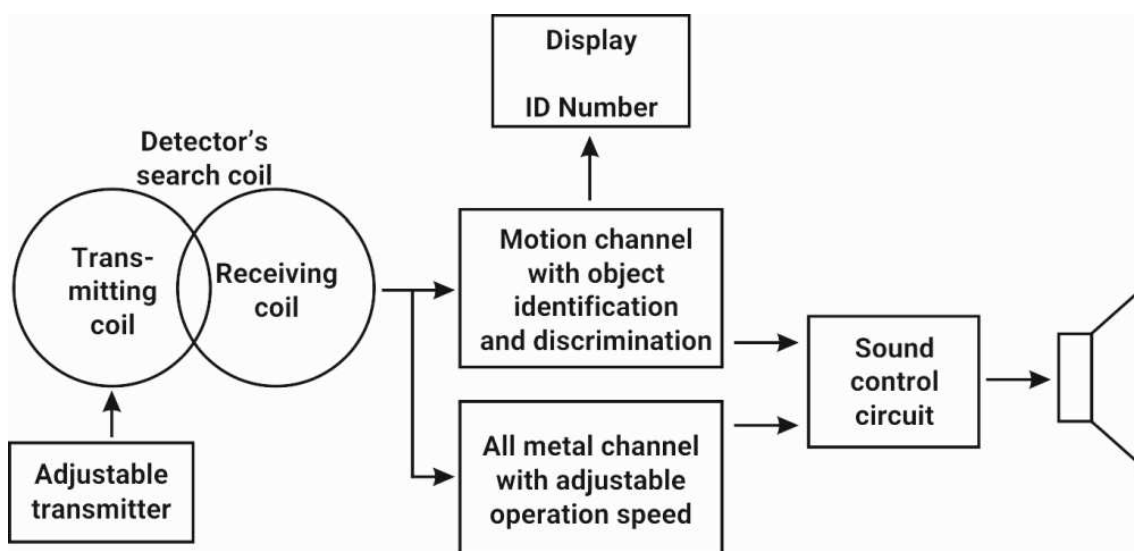 Display
ID Number
Detector’s
search coil
Trans-
mitting
coil
Receiving
coil
Motion channel
with object
identification
and discrimination
Sound
control
circuit
All metal channel
with adjustable
operation speed
Adjustable
transmitter